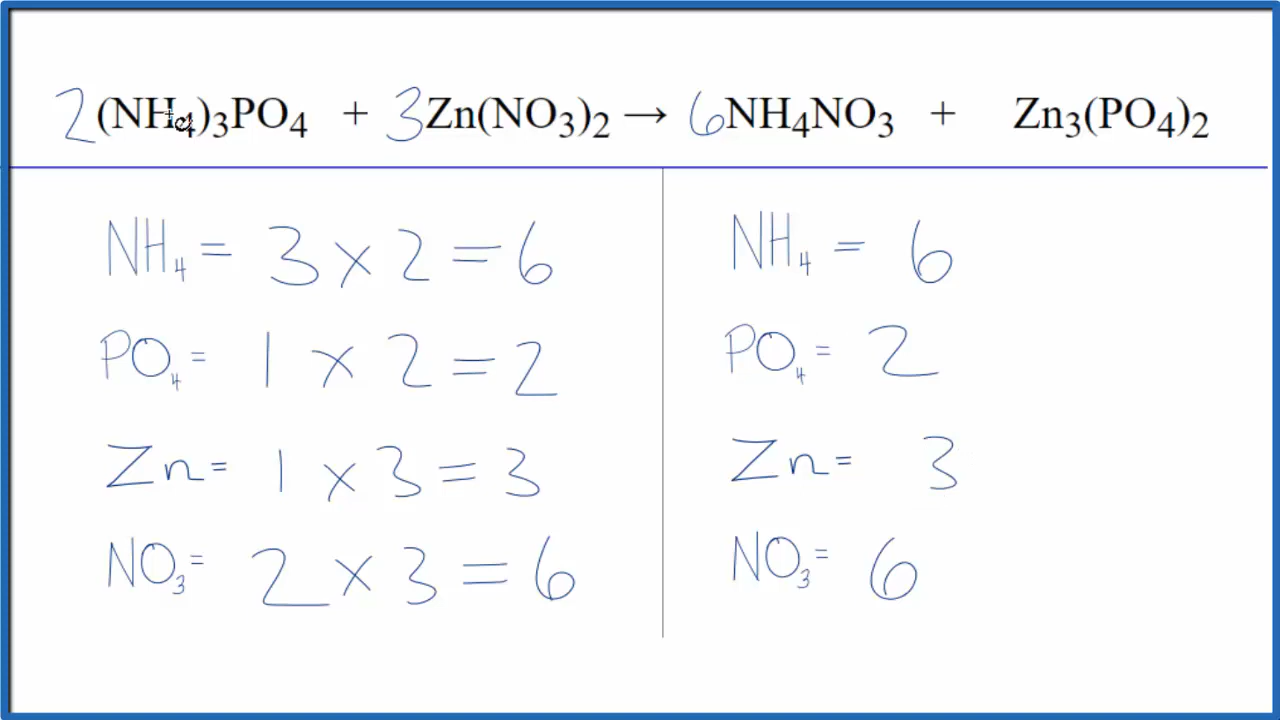 2(NH4)3PO4 + 3Zn(NO3)2 → 6NH4NO3 + Zn3(PO4)2
NH4 = 3 x 2 = 6
PO4 = 1 x 2 = 2
Zn = 1 x 3 = 3
NO3 = 2 x 3 = 6
NH4 = 6
PO4 = 2
Zn = 3
NO3 = 6